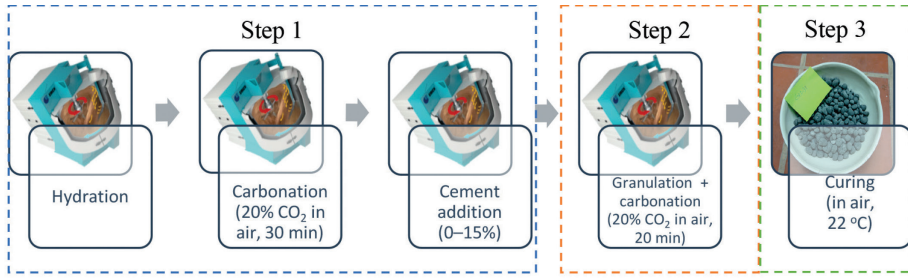 Step 1
Step 2
Step 3
Hydration
Carbonation
(20% CO₂ in
air, 30 min)
Cement
addition
(0–15%)
Granulation +
carbonation
(20% CO₂ in air,
20 min)
Curing
(in air,
22 °C)